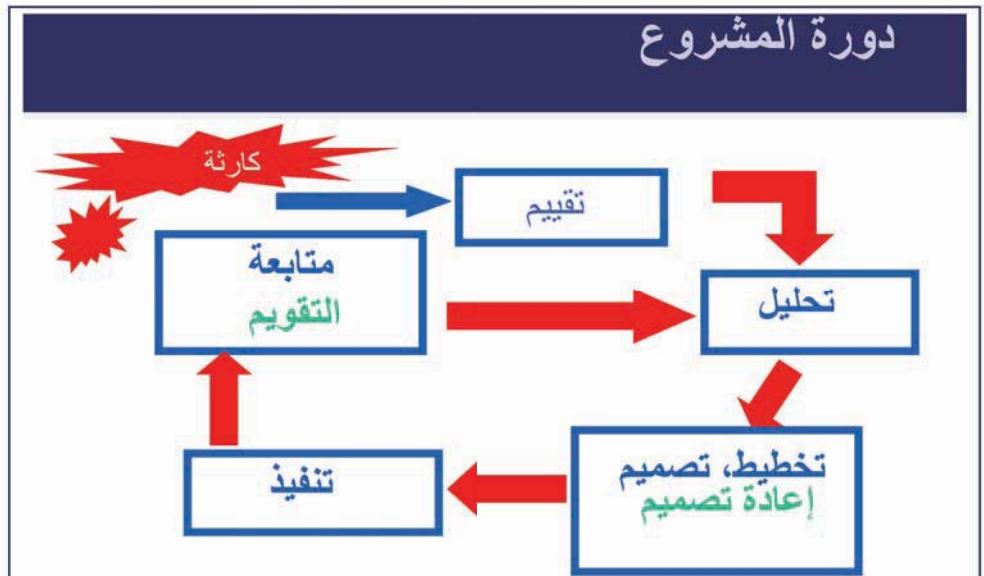 دورة المشروع
كارثة
تقييم
متابعة
التقويم
تحليل
تخطيط، تصميم
إعادة تصميم
تنفيذ